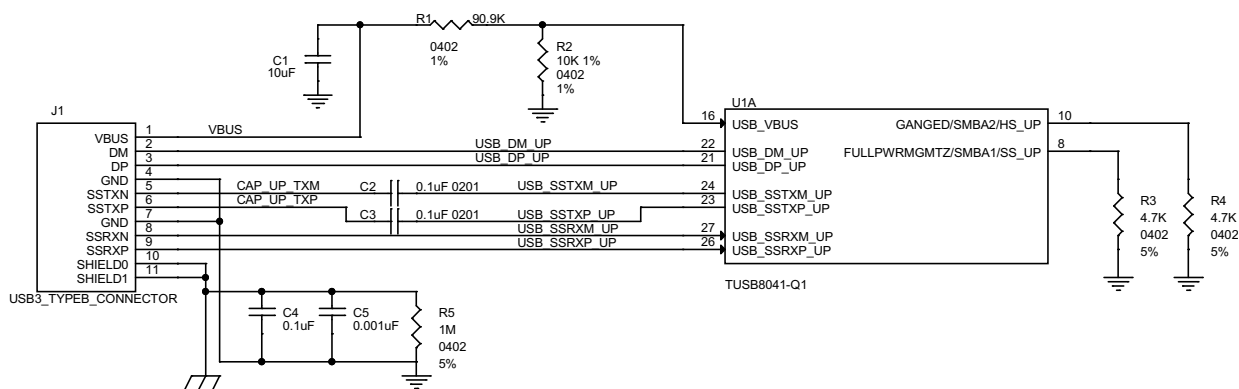 R1
90.9K
0402
1%
R2
10K 1%
0402
1%
C1
10uF
J1
U1A
1
VBUS
VBUS
16
USB_VBUS
GANGED/SMBA2/HS_UP
10
DM
2
USB_DM_UP
22
USB_DM_UP
FULLPWRMGMTZ/SMBA1/SS_UP
8
DP
3
USB_DP_UP
21
USB_DP_UP
GND
4
SSTXN
5
CAP_UP_TXM
C2
0.1uF 0201
USB_SSTXM_UP
24
USB_SSTXM_UP
SSTXP
6
CAP_UP_TXP
23
USB_SSTXP_UP
GND
7
C3
0.1uF 0201
USB_SSTXP_UP
SSRXN
8
USB_SSRXM_UP
27
USB_SSRXM_UP
SSRXP
9
USB_SSRXP_UP
26
USB_SSRXP_UP
SHIELD0
10
SHIELD1
11
USB3_TYPEB_CONNECTOR
TUSB8041-Q1
R3
4.7K
0402
5%
R4
4.7K
0402
5%
C4
0.1uF
C5
0.001uF
R5
1M
0402
5%